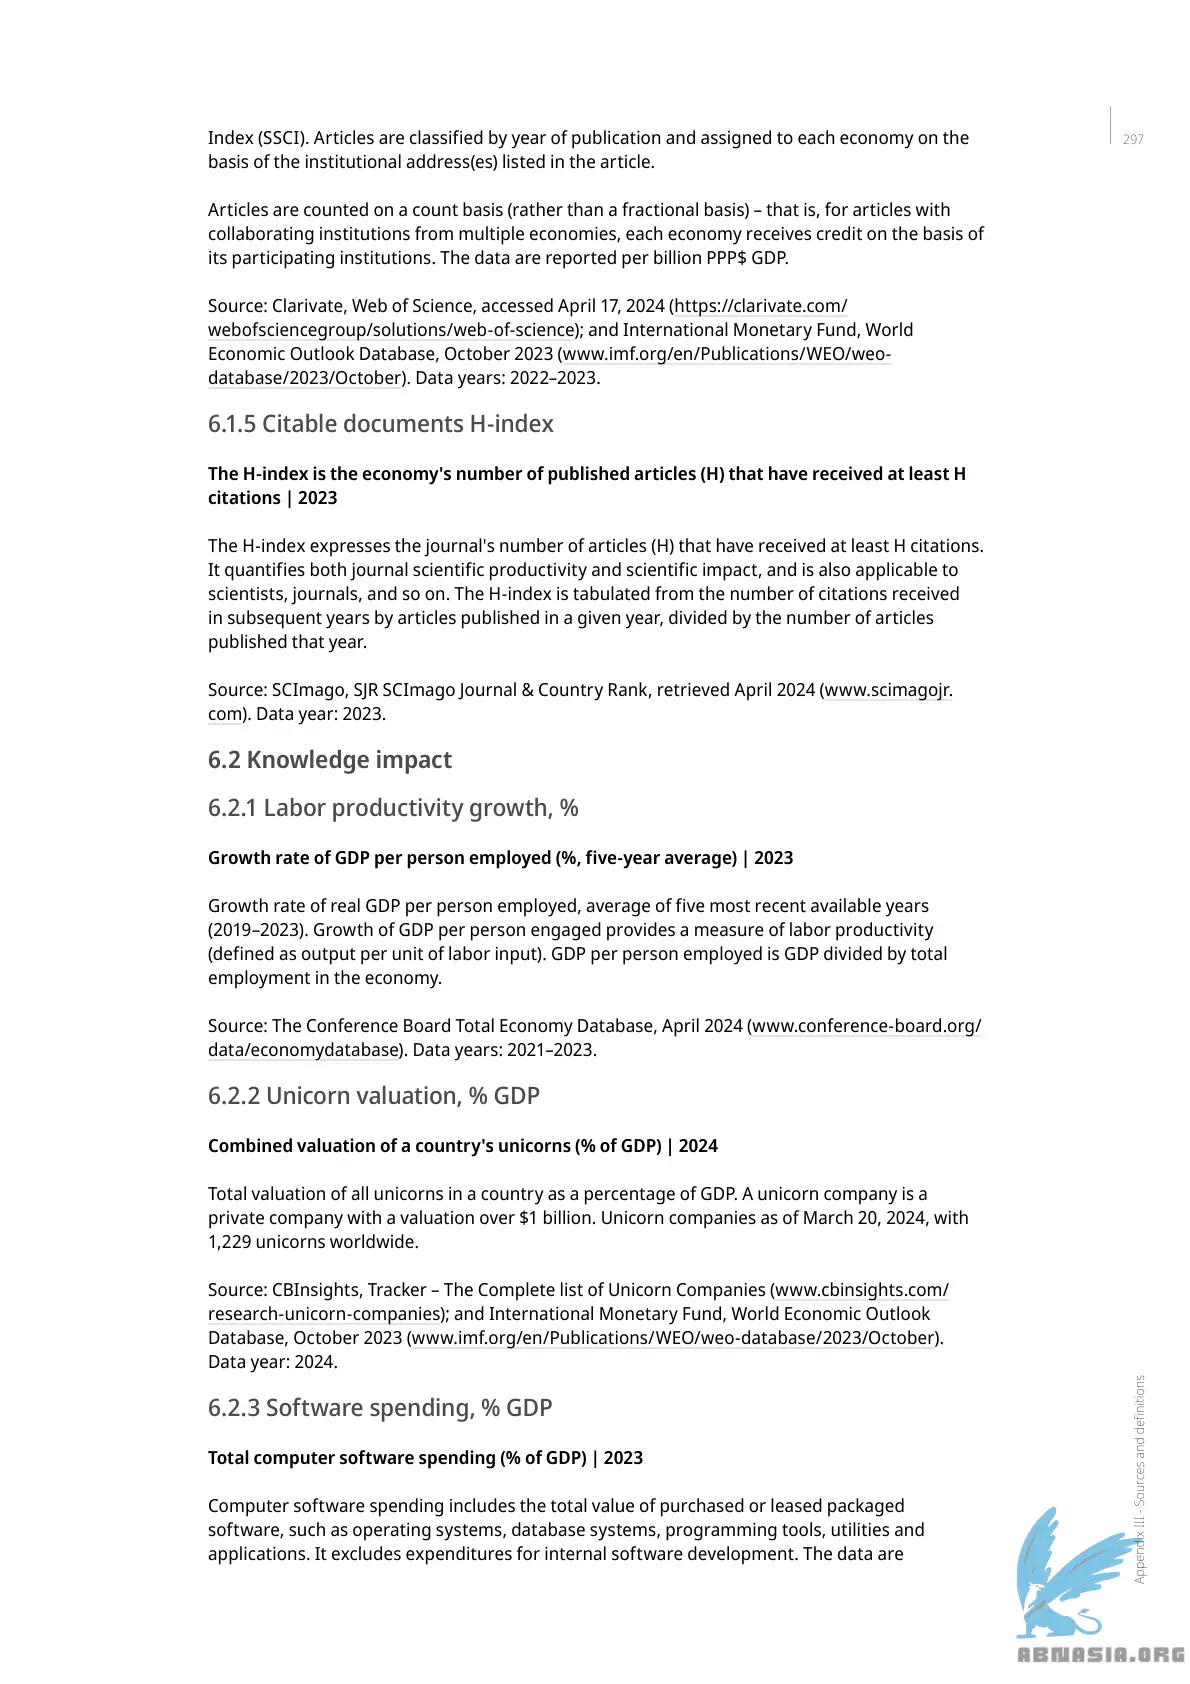 Index (SSCI). Articles are classified by year of publication and assigned to each economy on the
basis of the institutional address(es) listed in the article.
297
Articles are counted on a count basis (rather than a fractional basis) – that is, for articles with
collaborating institutions from multiple economies, each economy receives credit on the basis of
its participating institutions. The data are reported per billion PPP$ GDP.
Source: Clarivate, Web of Science, accessed April 17, 2024 (https://clarivate.com/
webofsciencegroup/solutions/web-of-science); and International Monetary Fund, World
Economic Outlook Database, October 2023 (www.imf.org/en/Publications/WEO/weo-
database/2023/October). Data years: 2022–2023.
6.1.5 Citable documents H-index
The H-index is the economy's number of published articles (H) that have received at least H
citations | 2023
The H-index expresses the journal's number of articles (H) that have received at least H citations.
It quantifies both journal scientific productivity and scientific impact, and is also applicable to
scientists, journals, and so on. The H-index is tabulated from the number of citations received
in subsequent years by articles published in a given year, divided by the number of articles
published that year.
Source: SCImago, SJR SCImago Journal & Country Rank, retrieved April 2024 (www.scimagojr.
com). Data year: 2023.
6.2 Knowledge impact
6.2.1 Labor productivity growth, %
Growth rate of GDP per person employed (%, five-year average) | 2023
Growth rate of real GDP per person employed, average of five most recent available years
(2019–2023). Growth of GDP per person engaged provides a measure of labor productivity
(defined as output per unit of labor input). GDP per person employed is GDP divided by total
employment in the economy.
Source: The Conference Board Total Economy Database, April 2024 (www.conference-board.org/
data/economydatabase). Data years: 2021–2023.
6.2.2 Unicorn valuation, % GDP
Combined valuation of a country's unicorns (% of GDP) | 2024
Total valuation of all unicorns in a country as a percentage of GDP. A unicorn company is a
private company with a valuation over $1 billion. Unicorn companies as of March 20, 2024, with
1,229 unicorns worldwide.
Source: CBInsights, Tracker – The Complete list of Unicorn Companies (www.cbinsights.com/
research-unicorn-companies); and International Monetary Fund, World Economic Outlook
Database, October 2023 (www.imf.org/en/Publications/WEO/weo-database/2023/October).
Data year: 2024.
6.2.3 Software spending, % GDP
Total computer software spending (% of GDP) | 2023
Computer software spending includes the total value of purchased or leased packaged
software, such as operating systems, database systems, programming tools, utilities and
applications. It excludes expenditures for internal software development. The data are
Appendix III - Sources and definitions
ABNASIA.ORG